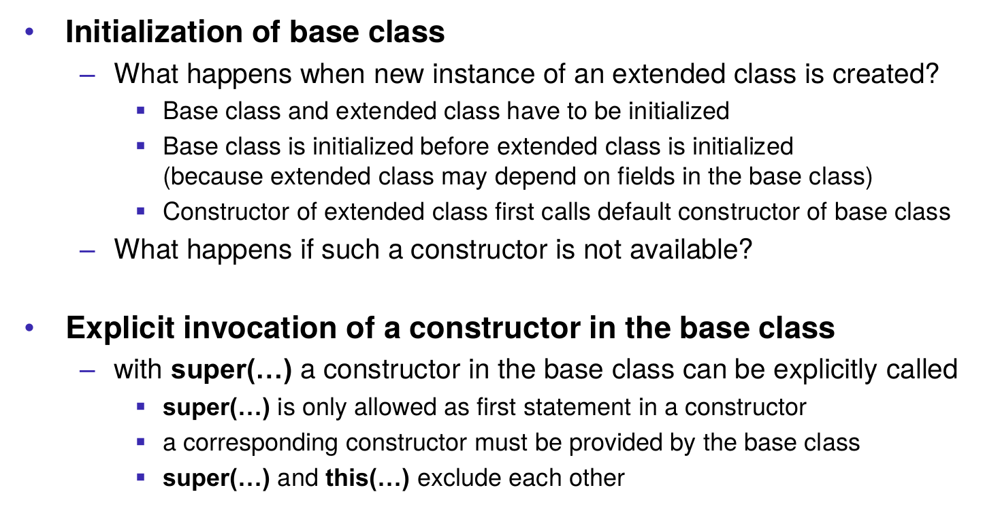 • Initialization of base class
– What happens when new instance of an extended class is created?
▪ Base class and extended class have to be initialized
▪ Base class is initialized before extended class is initialized
(because extended class may depend on fields in the base class)
▪ Constructor of extended class first calls default constructor of base class
– What happens if such a constructor is not available?
• Explicit invocation of a constructor in the base class
– with super(…) a constructor in the base class can be explicitly called
▪ super(…) is only allowed as first statement in a constructor
▪ a corresponding constructor must be provided by the base class
▪ super(…) and this(…) exclude each other